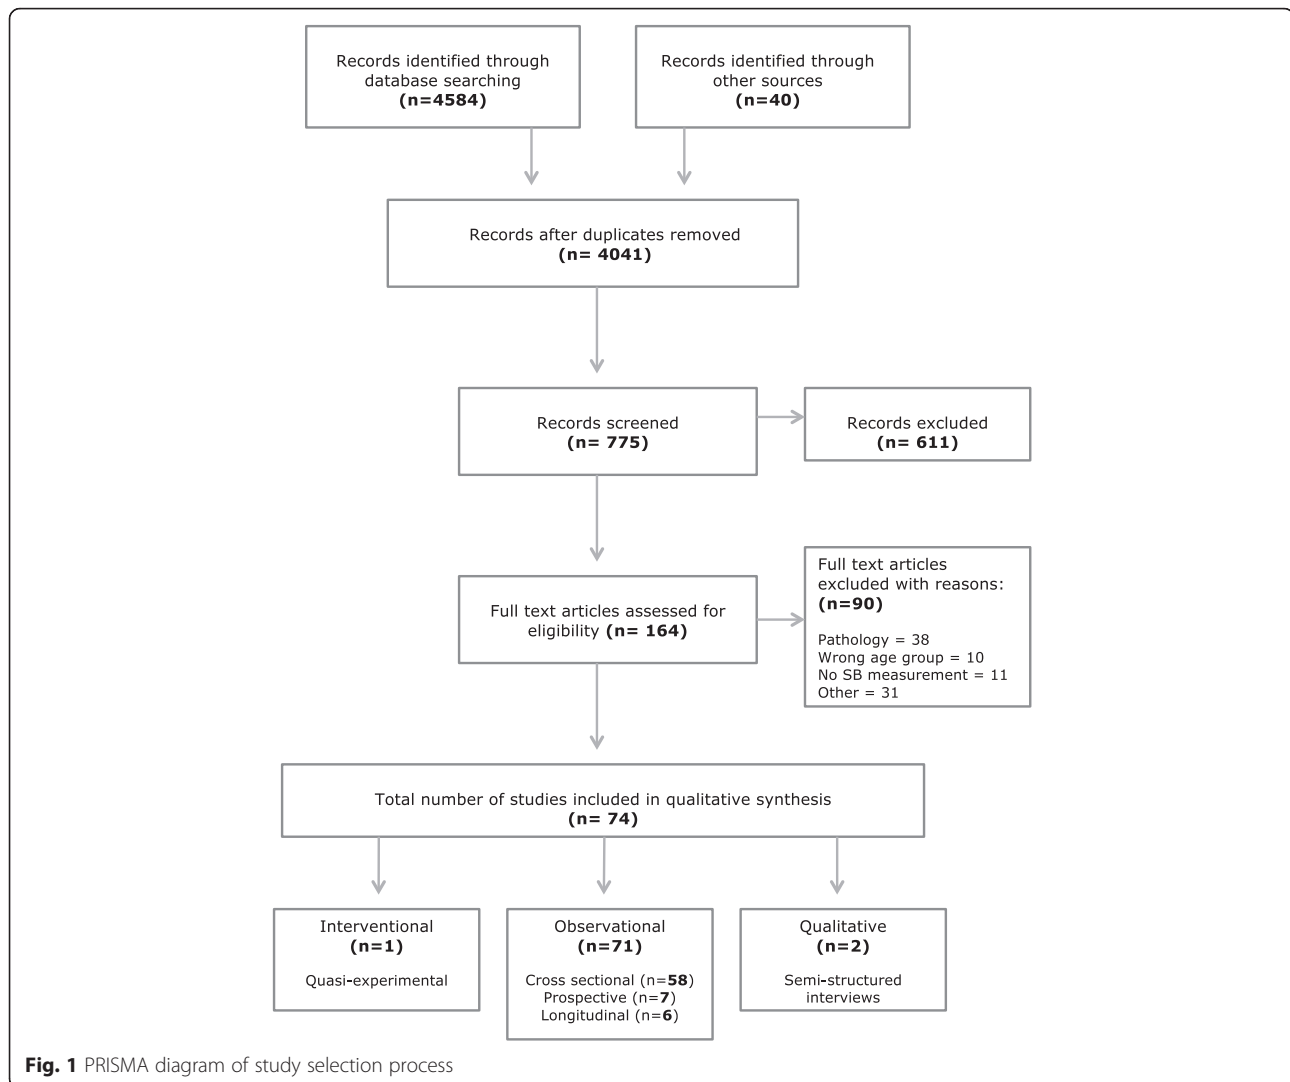 Records identified through
database searching
(n=4584)
Records identified through
other sources
(n=40)
Records after duplicates removed
(n= 4041)
Records screened
(n= 775)
Records excluded
(n= 611)
Full text articles assessed for
eligibility (n= 164)
Full text articles
excluded with reasons:
(n=90)
Pathology = 38
Wrong age group = 10
No SB measurement = 11
Other = 31
Total number of studies included in qualitative synthesis
(n= 74)
Interventional
(n=1)
Quasi-experimental
Observational
(n=71)
Cross sectional (n=58)
Prospective (n=7)
Longitudinal (n=6)
Qualitative
(n=2)
Semi-structured
interviews
Fig. 1 PRISMA diagram of study selection process